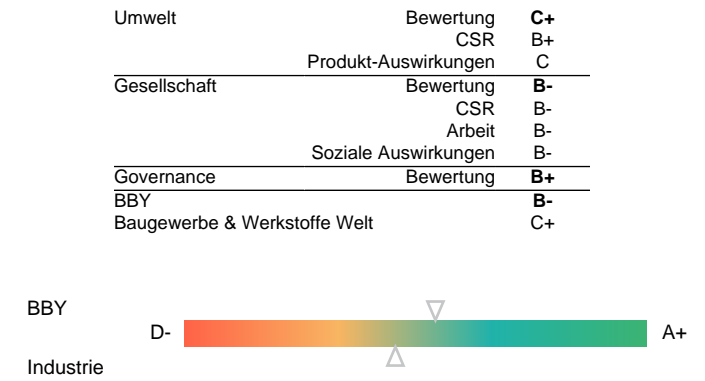 Umwelt Bewertung C+
CSR B+
Produkt-Auswirkungen C
Gesellschaft Bewertung B-
CSR B-
Arbeit B-
Soziale Auswirkungen B-
Governance Bewertung B+
BBY B-
Baugewerbe & Werkstoffe Welt C+
BBY
D- A+
Industrie